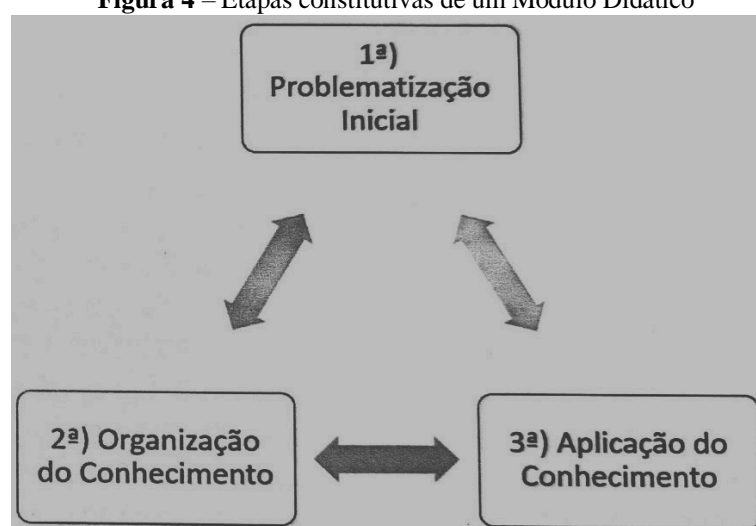 Figura 4 – Etapas constitutivas de um Módulo Didático
1ª)
Problematização
Inicial
2ª) Organização
do Conhecimento
3ª) Aplicação do
Conhecimento